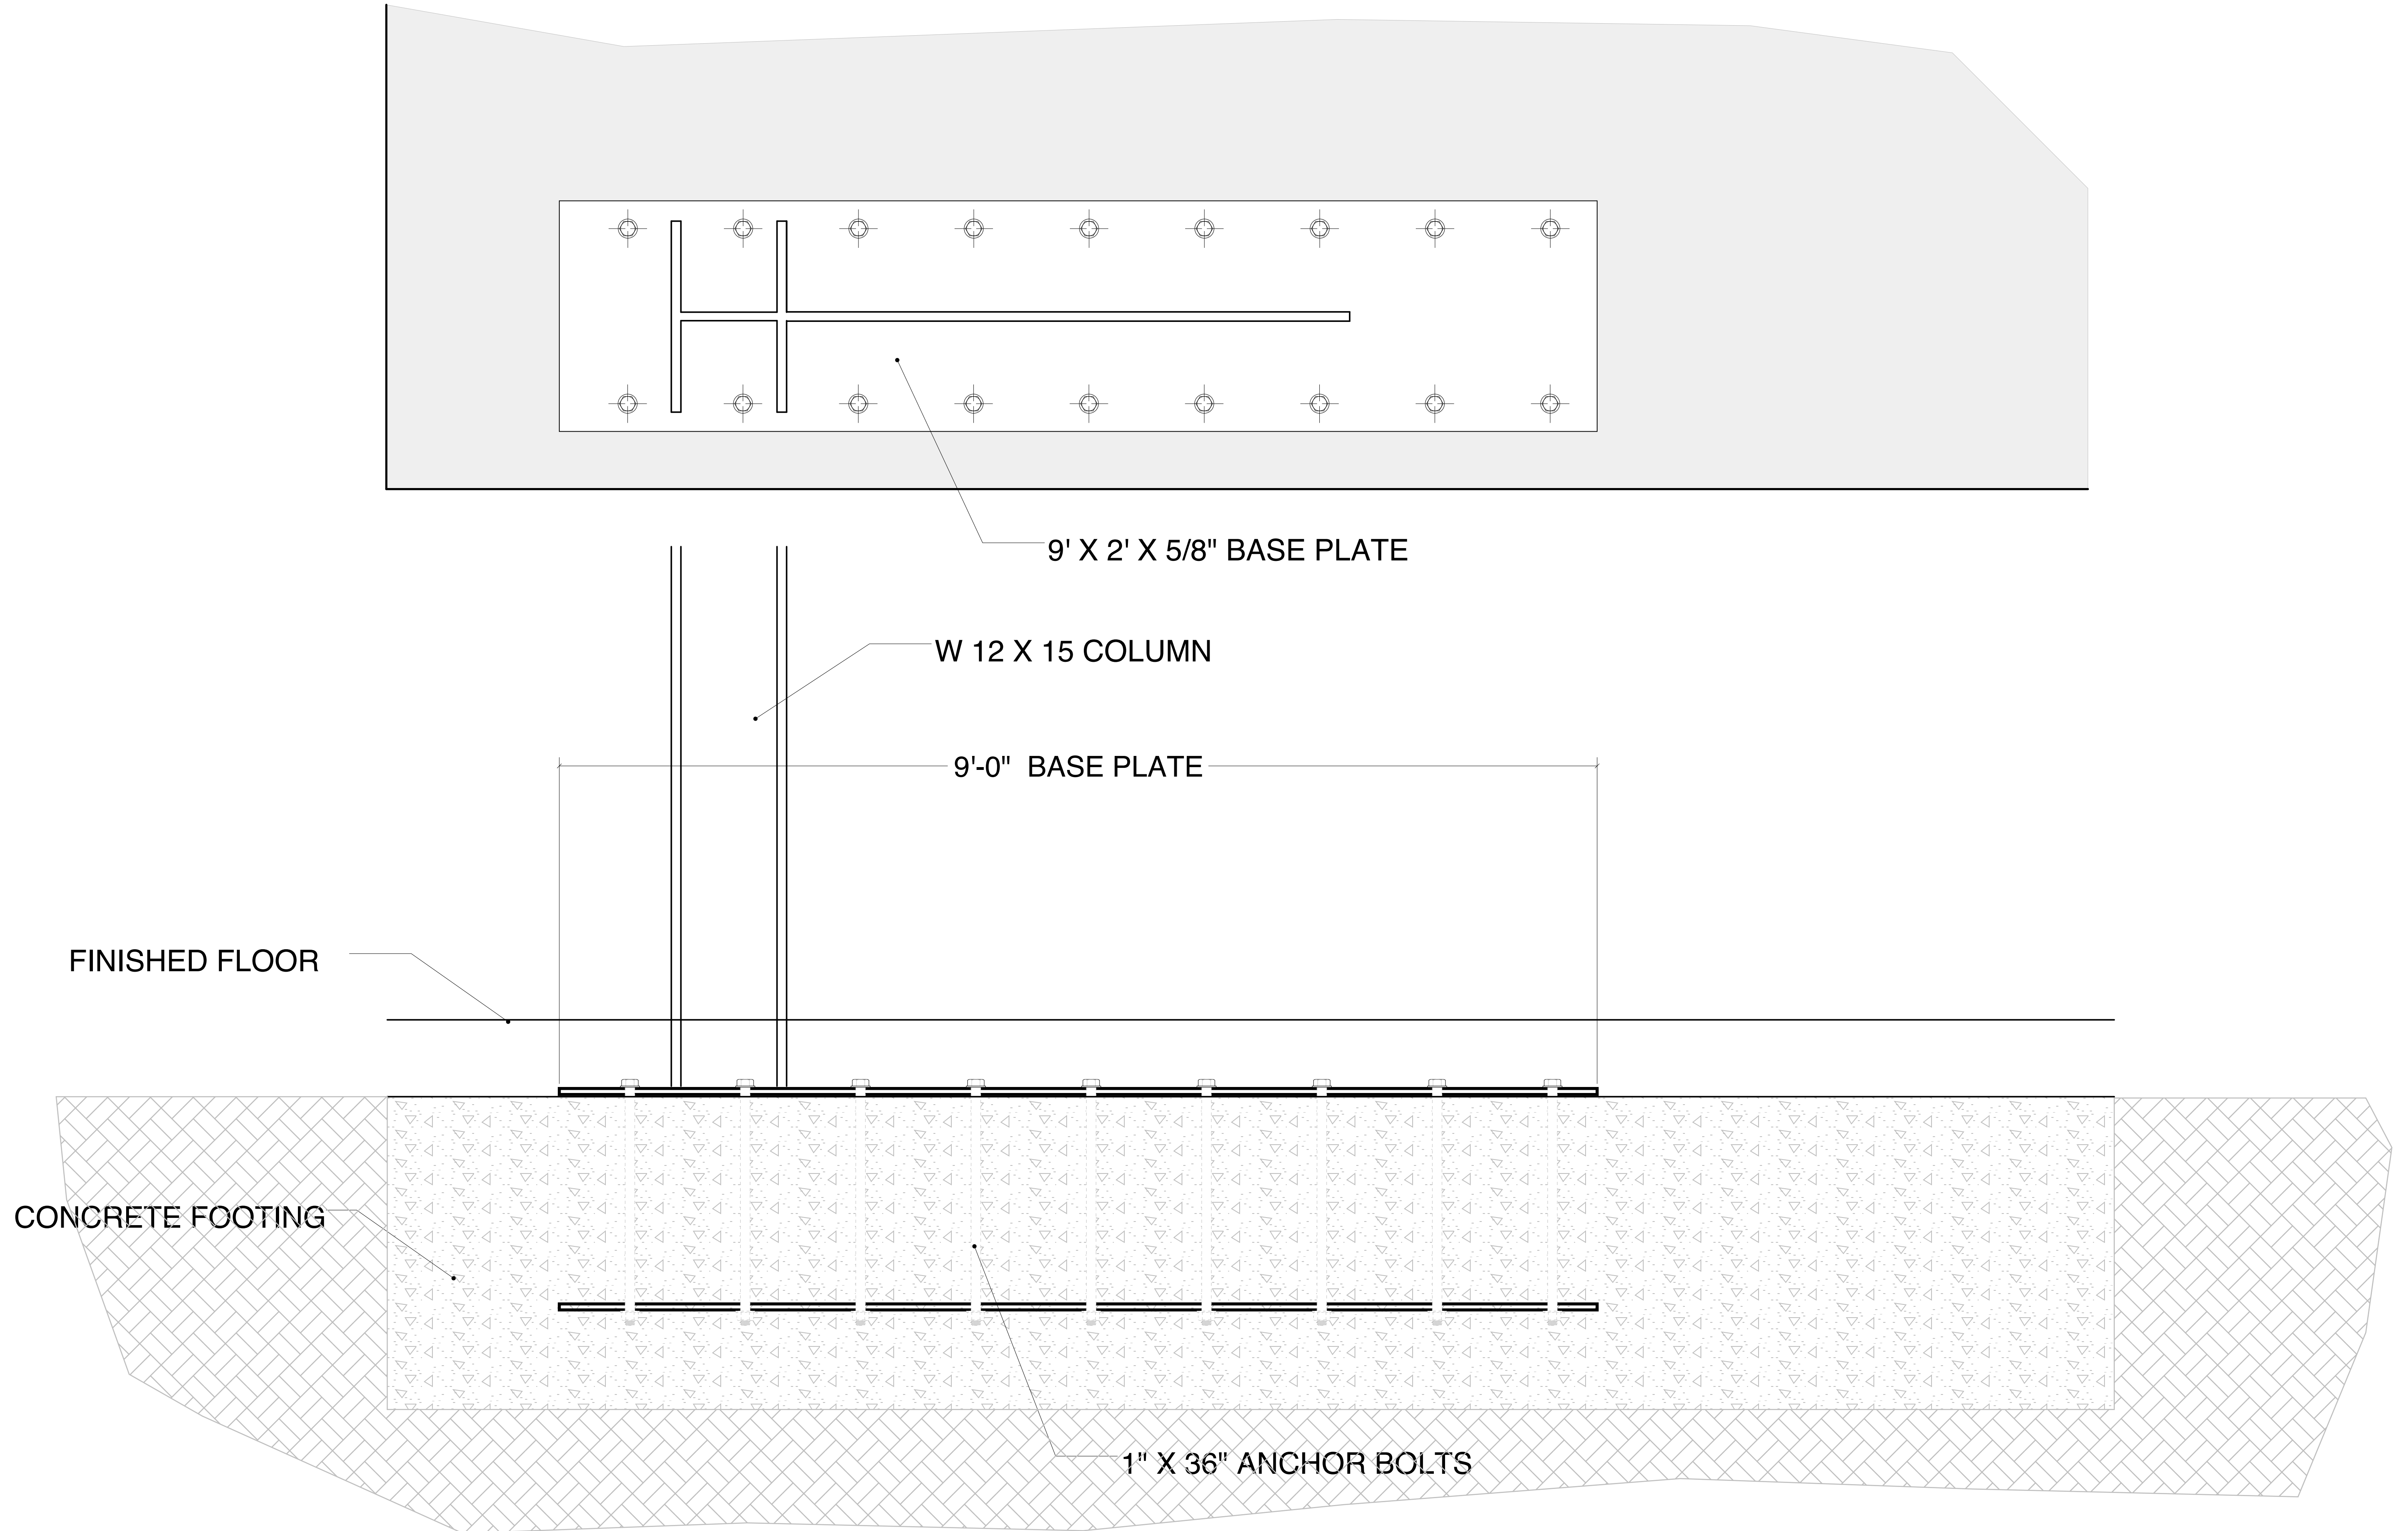 9' X 2' X 5/8" BASE PLATE
W 12 X 15 COLUMN
9'-0"  BASE PLATE
FINISHED FLOOR
CONCRETE FOOTING
1" X 36" ANCHOR BOLTS